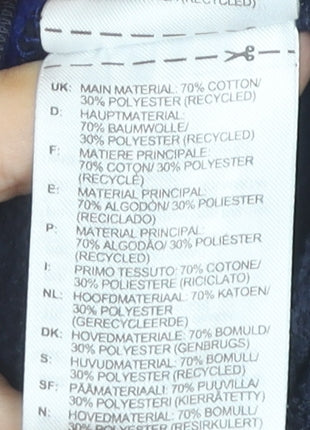 (RECYCLED)
UK: MAIN MATERIAL: 70% COTTON/
30% POLYESTER (RECYCLED)
D: HAUPTMATERIAL:
70% BAUMWOLLE/
30% POLYESTER (RECYCLED)
F: MATIERE PRINCIPALE:
70% COTON/ 30% POLYESTER
(RECYCLÉ)
E: MATERIAL PRINCIPAL:
70% ALGODÓN/ 30% POLIÉSTER
(RECICLADO)
P: MATERIAL PRINCIPAL:
70% ALGODÃO/ 30% POLIÉSTER
(RECYCLED)
I: PRIMO TESSUTO: 70% COTONE/
30% POLIESTERE (RICICLATO)
NL: HOOFDMATERIAAL: 70% KATOEN/
30% POLYESTER
(GERECYCLEERDE)
DK: HOVEDMATERIALE: 70% BOMULD/
30% POLYESTER (GENBRUGS)
S: HUVUDMATERIAL: 70% BOMULL/
30% POLYESTER (RECYCLED)
SF: PÄÄMATERIAALI: 70% PUUVILLA/
30% POLYESTERI (KIERRÄTETTY)
N: HOVEDMATERIAL: 70% BOMULL/
30% POLYESTER (RESIRKULERT)